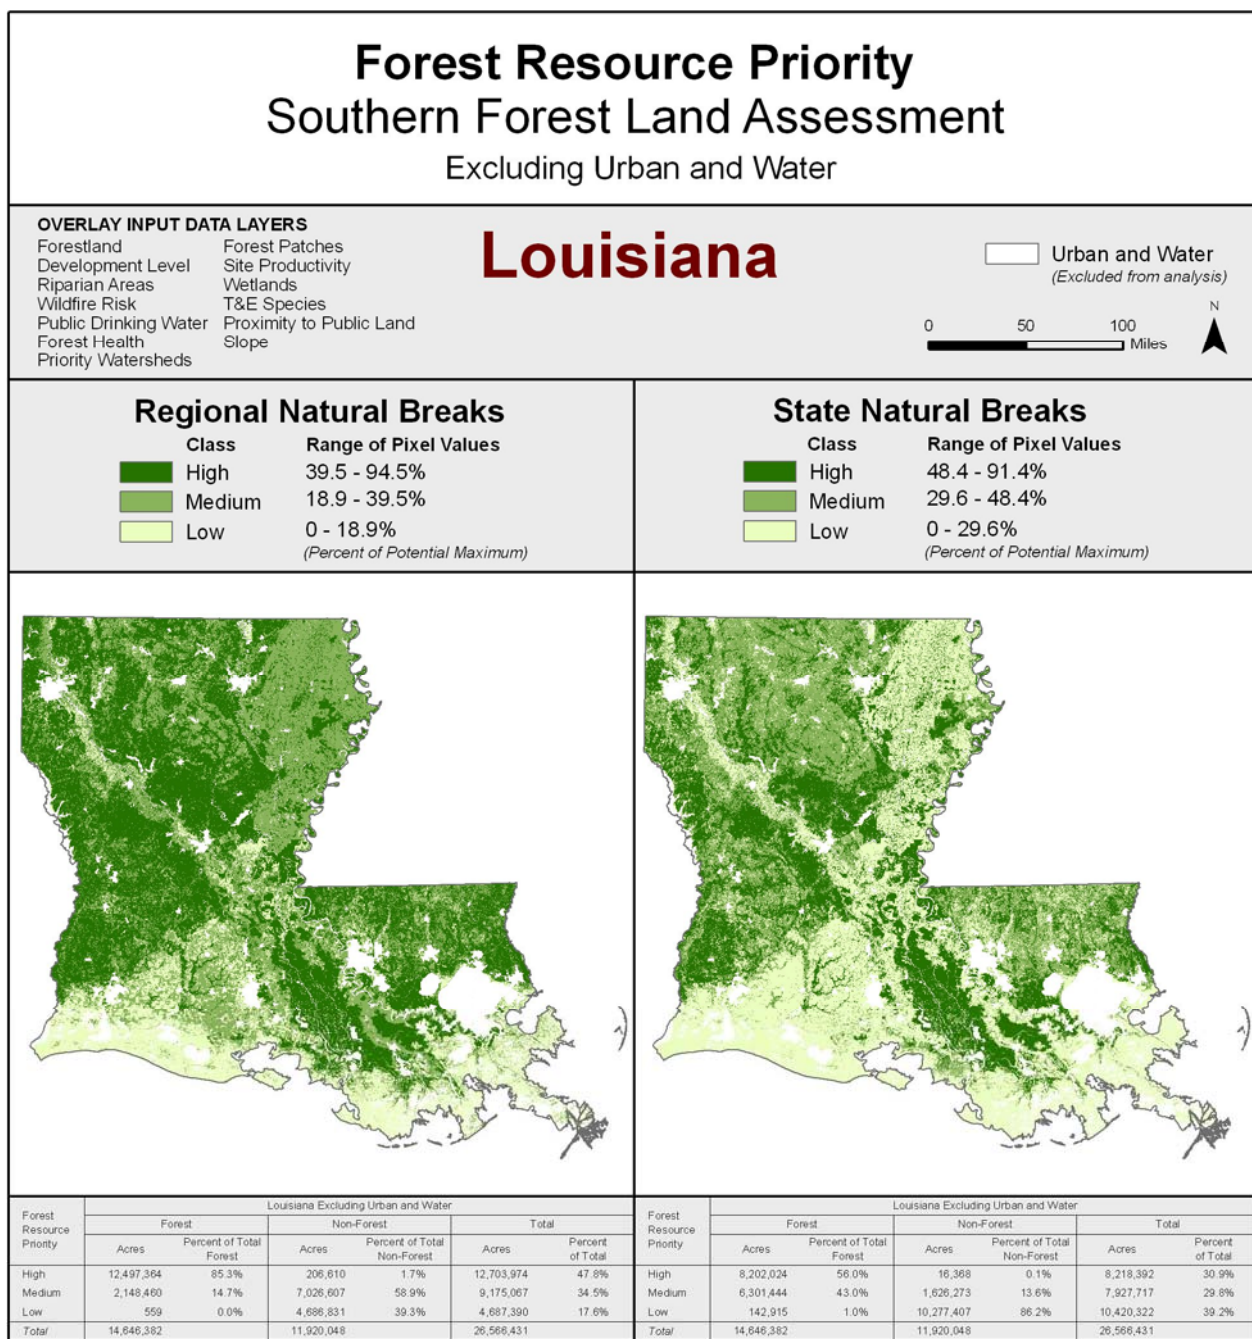 Forest Resource Priority
Southern Forest Land Assessment
Excluding Urban and Water
OVERLAY INPUT DATA LAYERS
Forestland Forest Patches
Development Level Site Productivity
Riparian Areas Wetlands
Wildfire Risk T&E Species
Public Drinking Water Proximity to Public Land
Forest Health Slope
Priority Watersheds
Louisiana
Urban and Water
(Excluded from analysis)
N
0 50 100
Miles
Regional Natural Breaks
Class Range of Pixel Values
High 39.5 - 94.5%
Medium 18.9 - 39.5%
Low 0 - 18.9%
(Percent of Potential Maximum)
State Natural Breaks
Class Range of Pixel Values
High 48.4 - 91.4%
Medium 29.6 - 48.4%
Low 0 - 29.6%
(Percent of Potential Maximum)
Forest Resource Priority
Louisiana Excluding Urban and Water
Forest Non-Forest Total
Acres Percent of Total Forest Acres Percent of Total Non-Forest Acres Percent of Total
High 12,497,364 85.3% 206,610 1.7% 12,703,974 47.8%
Medium 2,148,460 14.7% 7,026,607 58.9% 9,175,067 34.5%
Low 559 0.0% 4,686,831 39.3% 4,687,390 17.6%
Total 14,646,382 11,920,048 26,566,431
Forest Resource Priority
Louisiana Excluding Urban and Water
Forest Non-Forest Total
Acres Percent of Total Forest Acres Percent of Total Non-Forest Acres Percent of Total
High 8,202,024 56.0% 16,368 0.1% 8,218,392 30.9%
Medium 6,301,444 43.0% 1,626,273 13.6% 7,927,717 29.8%
Low 142,915 1.0% 10,277,407 86.2% 10,420,322 39.2%
Total 14,646,382 11,920,048 26,566,431